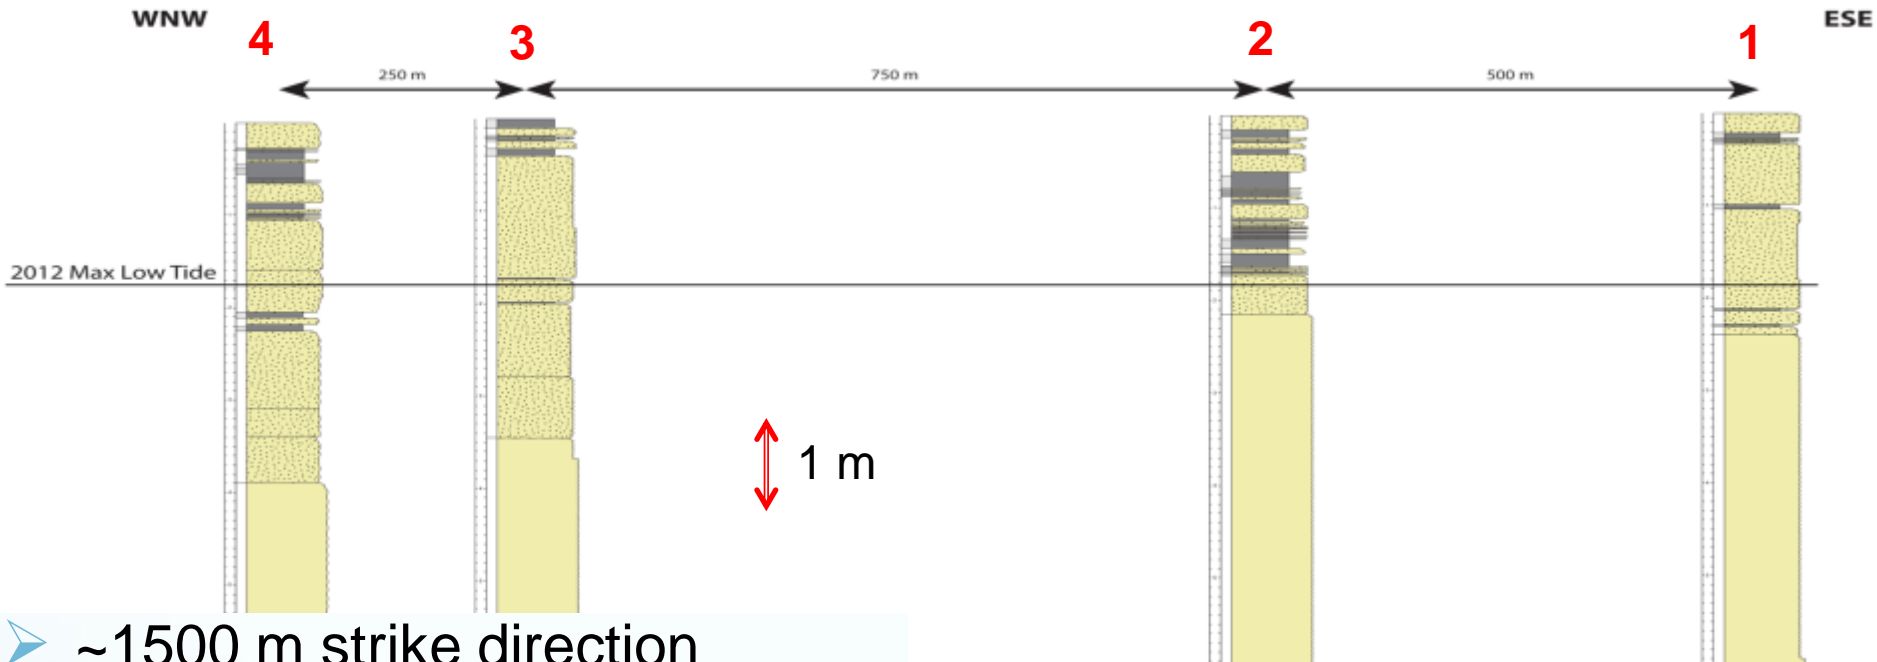 WNW
ESE
4
3
2
1
250 m
750 m
500 m
2012 Max Low Tide
1 m
~1500 m strike direction